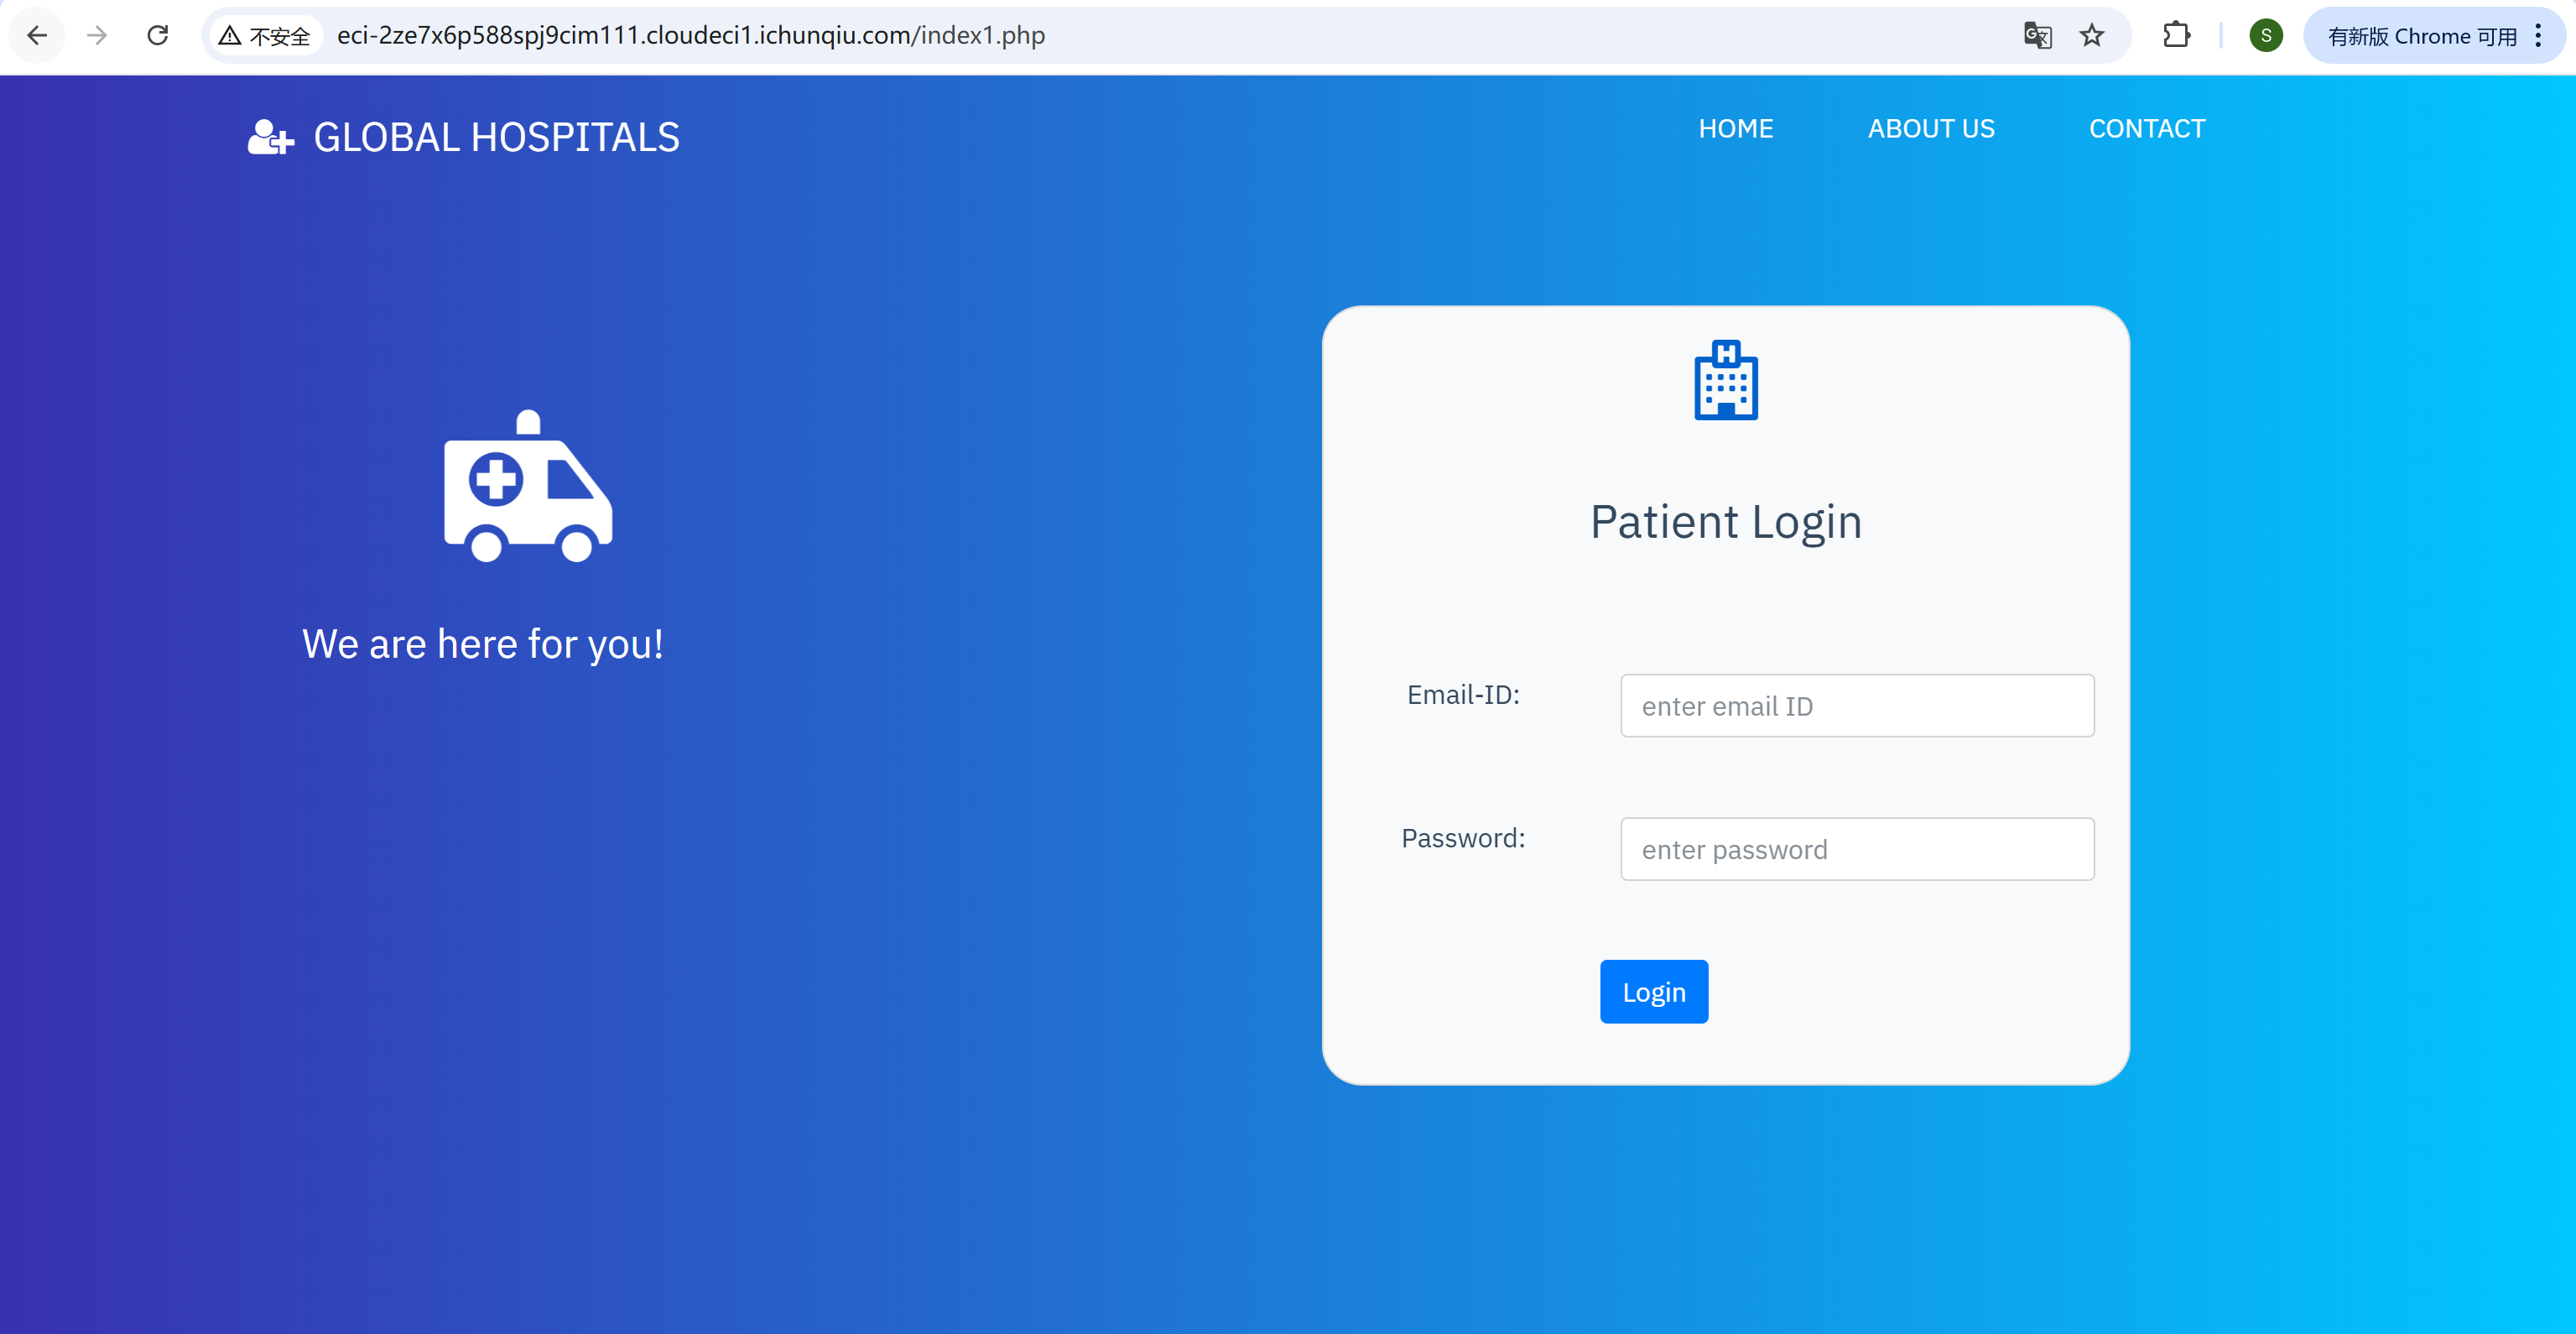 不安全 eci-2ze7x6p588spj9cim111.cloudeci1.ichunqiu.com/index1.php S 有新版 Chrome 可用
GLOBAL HOSPITALS HOME ABOUT US CONTACT
H
Patient Login
We are here for you!
Email-ID: enter email ID
Password: enter password
Login